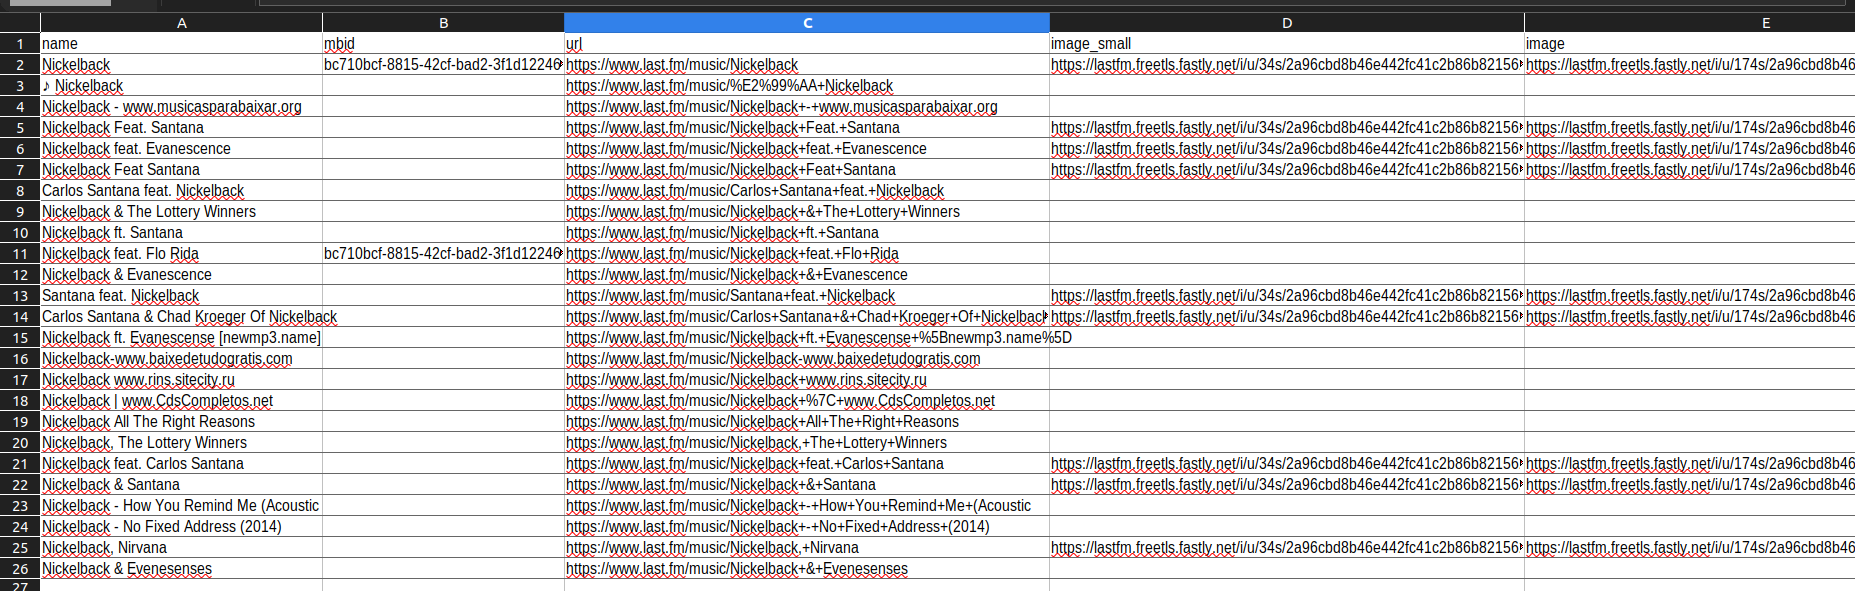 A B C D E
1 name mbid url image_small image
2 Nickelback bc710bcf-8815-42cf-bad2-3f1d12246 https://www.last.fm/music/Nickelback https://lastfm.freetls.fastly.net/i/u/34s/2a96cbd8b46e442fc41c2b86b82156 https://lastfm.freetls.fastly.net/i/u/174s/2a96cbd8b46
3 ♪ Nickelback https://www.last.fm/music/%E2%99%AA+Nickelback
4 Nickelback - www.musicasparabaixar.org https://www.last.fm/music/Nickelback+-+www.musicasparabaixar.org
5 Nickelback Feat. Santana https://www.last.fm/music/Nickelback+Feat.+Santana https://lastfm.freetls.fastly.net/i/u/34s/2a96cbd8b46e442fc41c2b86b82156 https://lastfm.freetls.fastly.net/i/u/174s/2a96cbd8b46
6 Nickelback feat. Evanescence https://www.last.fm/music/Nickelback+feat.+Evanescence https://lastfm.freetls.fastly.net/i/u/34s/2a96cbd8b46e442fc41c2b86b82156 https://lastfm.freetls.fastly.net/i/u/174s/2a96cbd8b46
7 Nickelback Feat Santana https://www.last.fm/music/Nickelback+Feat+Santana https://lastfm.freetls.fastly.net/i/u/34s/2a96cbd8b46e442fc41c2b86b82156 https://lastfm.freetls.fastly.net/i/u/174s/2a96cbd8b46
8 Carlos Santana feat. Nickelback https://www.last.fm/music/Carlos+Santana+feat.+Nickelback
9 Nickelback & The Lottery Winners https://www.last.fm/music/Nickelback+&+The+Lottery+Winners
10 Nickelback ft. Santana https://www.last.fm/music/Nickelback+ft.+Santana
11 Nickelback feat. Flo Rida bc710bcf-8815-42cf-bad2-3f1d12246 https://www.last.fm/music/Nickelback+feat.+Flo+Rida
12 Nickelback & Evanescence https://www.last.fm/music/Nickelback+&+Evanescence
13 Santana feat. Nickelback https://www.last.fm/music/Santana+feat.+Nickelback https://lastfm.freetls.fastly.net/i/u/34s/2a96cbd8b46e442fc41c2b86b82156 https://lastfm.freetls.fastly.net/i/u/174s/2a96cbd8b46
14 Carlos Santana & Chad Kroeger Of Nickelback https://www.last.fm/music/Carlos+Santana+&+Chad+Kroeger+Of+Nickelback https://lastfm.freetls.fastly.net/i/u/34s/2a96cbd8b46e442fc41c2b86b82156 https://lastfm.freetls.fastly.net/i/u/174s/2a96cbd8b46
15 Nickelback ft. Evanescense [newmp3.name] https://www.last.fm/music/Nickelback+ft.+Evanescense+%5Bnewmp3.name%5D
16 Nickelback-www.baixedetudogratis.com https://www.last.fm/music/Nickelback-www.baixedetudogratis.com
17 Nickelback www.rins.sitecity.ru https://www.last.fm/music/Nickelback+www.rins.sitecity.ru
18 Nickelback | www.CdsCompletos.net https://www.last.fm/music/Nickelback+%7C+www.CdsCompletos.net
19 Nickelback All The Right Reasons https://www.last.fm/music/Nickelback+All+The+Right+Reasons
20 Nickelback, The Lottery Winners https://www.last.fm/music/Nickelback,+The+Lottery+Winners
21 Nickelback feat. Carlos Santana https://www.last.fm/music/Nickelback+feat.+Carlos+Santana https://lastfm.freetls.fastly.net/i/u/34s/2a96cbd8b46e442fc41c2b86b82156 https://lastfm.freetls.fastly.net/i/u/174s/2a96cbd8b46
22 Nickelback & Santana https://www.last.fm/music/Nickelback+&+Santana https://lastfm.freetls.fastly.net/i/u/34s/2a96cbd8b46e442fc41c2b86b82156 https://lastfm.freetls.fastly.net/i/u/174s/2a96cbd8b46
23 Nickelback - How You Remind Me (Acoustic https://www.last.fm/music/Nickelback+-+How+You+Remind+Me+(Acoustic
24 Nickelback - No Fixed Address (2014) https://www.last.fm/music/Nickelback+-+No+Fixed+Address+(2014)
25 Nickelback, Nirvana https://www.last.fm/music/Nickelback,+Nirvana https://lastfm.freetls.fastly.net/i/u/34s/2a96cbd8b46e442fc41c2b86b82156 https://lastfm.freetls.fastly.net/i/u/174s/2a96cbd8b46
26 Nickelback & Evenesenses https://www.last.fm/music/Nickelback+&+Evenesenses
27